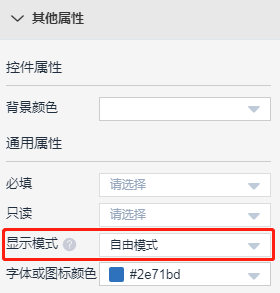 其他属性
控件属性
背景颜色
通用属性
必填 请选择
只读 请选择
显示模式 ? 自由模式
字体或图标颜色 #2e71bd